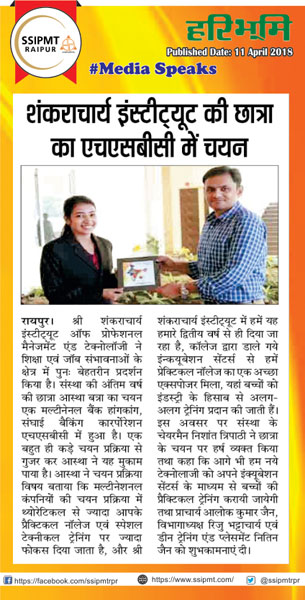 SSIPMT
RAIPUR
हरिभूमि
Published Date: 11 April 2018
#Media Speaks
शंकराचार्य इंस्टीट्यूट की छात्रा
का एचएसबीसी में चयन
रायपुर। श्री शंकराचार्य
इंस्टीट्यूट ऑफ प्रोफेशनल
मैनेजमेंट एंड टेक्नोलॉजी ने
शिक्षा एवं जॉब संभावनाओं के
क्षेत्र में पुनः बेहतरीन प्रदर्शन
किया है। संस्था की अंतिम वर्ष
की छात्रा आस्था बत्रा का चयन
एक मल्टीनेनल बैंक हांगकांग,
संघाई बैकिंग कारपोरेशन
एचएसबीसी में हुआ है। एक
बहुत ही कड़े चयन प्रक्रिया से
गुजर कर आस्था ने यह मुकाम
पाया है। आस्था ने चयन प्रक्रिया
विषय बताया कि मल्टीनेशनल
कंपनियों की चयन प्रक्रिया में
थ्योरेटिकल से ज्यादा आपके
प्रैक्टिकल नॉलेज एवं स्पेशल
टेक्नीकल ट्रेनिंग पर ज्यादा
फोकस दिया जाता है, और श्री
शंकराचार्य इंस्टीट्यूट में हमें यह
हमारे द्वितीय वर्ष से ही दिया जा
रहा है, कॉलेज द्वारा डाले गये
इन्क्यूबेशन सेंटर्स से हमें
प्रैक्टिकल नॉलेज का एक अच्छा
एक्सपोजर मिला, यहां बच्चों को
इंडस्ट्री के हिसाब से अलग-
अलग ट्रेनिंग प्रदान की जाती हैं।
इस अवसर पर संस्था के
चेयरमैन निशांत त्रिपाठी ने छात्रा
के चयन पर हर्ष व्यक्त किया
तथा कहा कि आगे भी हम नये
टेक्नोलाजी को अपने इंक्यूबेशन
सेंटर्स के माध्यम से बच्चों की
प्रैक्टिकल ट्रेनिंग करायी जायेगी
तथा प्राचार्य आलोक कुमार जैन,
विभागाध्यक्ष रिजु भट्टाचार्य एवं
डीन ट्रेनिंग एंड प्लेसमेंट नितिन
जैन को शुभकामनाएं दी।
https://facebook.com/ssipmtrpr
https://www.ssipmt.com/
@ssipmtrpr